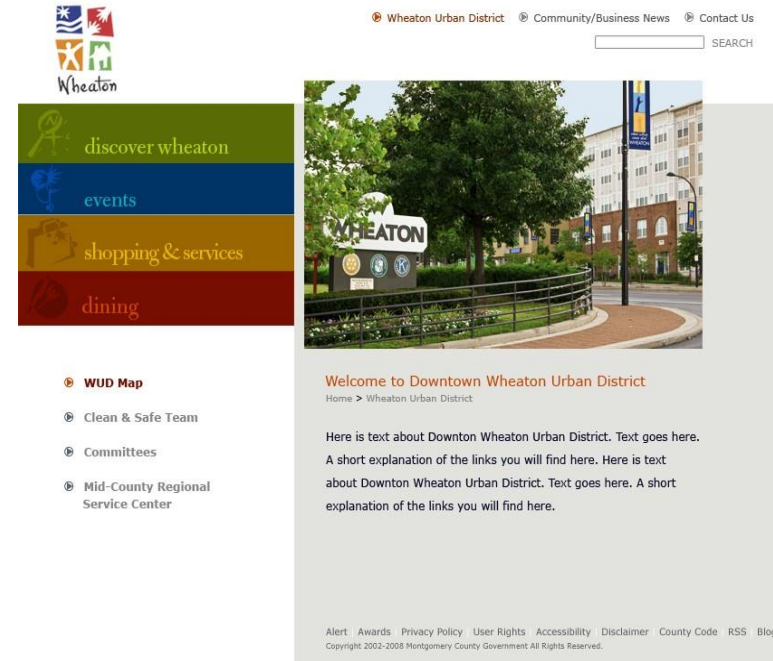 Wheaton
Wheaton Urban District Community/Business News Contact Us
SEARCH
discover wheaton
events
shopping & services
dining
WHEATON
WHEATON
WUD Map
Clean & Safe Team
Committees
Mid-County Regional
Service Center
Welcome to Downtown Wheaton Urban District
Home > Wheaton Urban District
Here is text about Downton Wheaton Urban District. Text goes here.
A short explanation of the links you will find here. Here is text
about Downton Wheaton Urban District. Text goes here. A short
explanation of the links you will find here.
Alert Awards Privacy Policy User Rights Accessibility Disclaimer County Code RSS Blog
Copyright 2002-2008 Montgomery County Government All Rights Reserved.